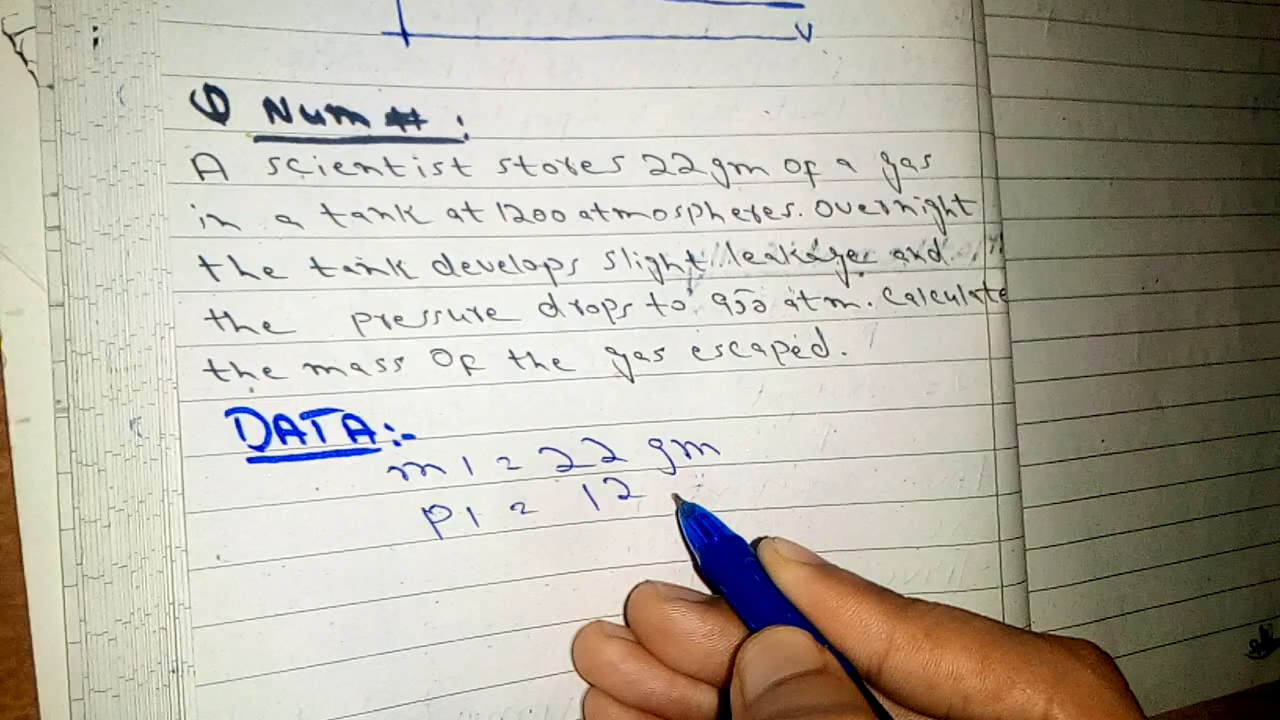 V
Q Num # :
A scientist stores 22gm of a gas
in a tank at 1200 atmospheres. overnight
the tank develops slight leakage and
the pressure drops to 950 atm. Calculate
the mass of the gas escaped.
DATA:-
m1 = 22 gm
P1 = 12